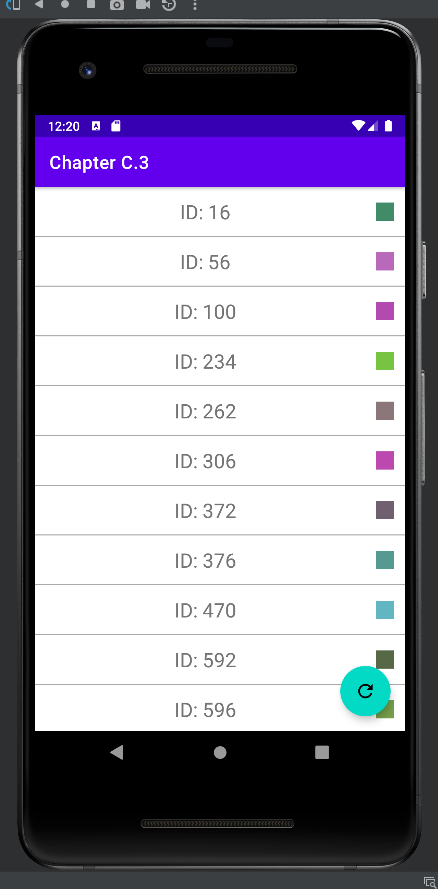 12:20
Chapter C.3
ID: 16
ID: 56
ID: 100
ID: 234
ID: 262
ID: 306
ID: 372
ID: 376
ID: 470
ID: 592
ID: 596